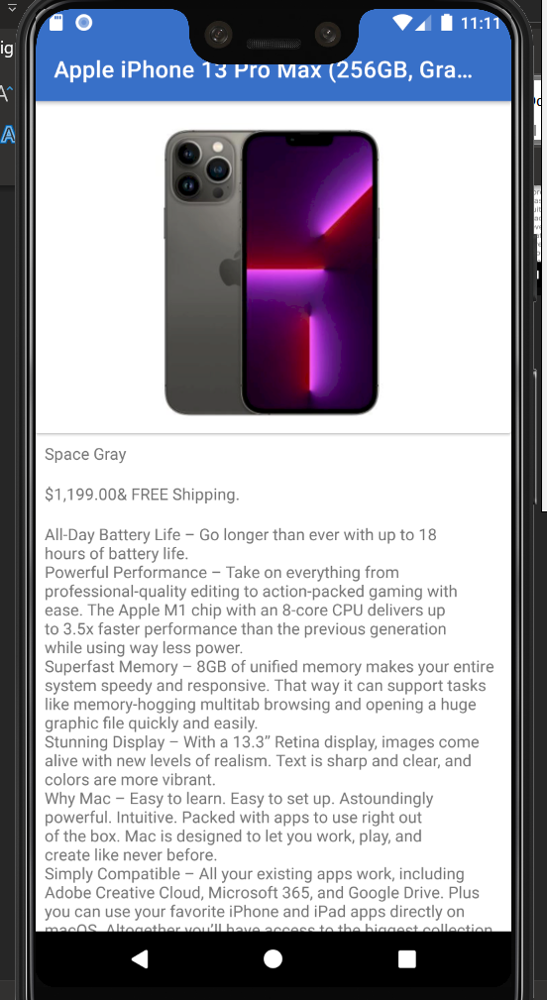 11:11
Apple iPhone 13 Pro Max (256GB, Gra...
Space Gray
$1,199.00& FREE Shipping.
All-Day Battery Life – Go longer than ever with up to 18
hours of battery life.
Powerful Performance – Take on everything from
professional-quality editing to action-packed gaming with
ease. The Apple M1 chip with an 8-core CPU delivers up
to 3.5x faster performance than the previous generation
while using way less power.
Superfast Memory – 8GB of unified memory makes your entire
system speedy and responsive. That way it can support tasks
like memory-hogging multitab browsing and opening a huge
graphic file quickly and easily.
Stunning Display – With a 13.3” Retina display, images come
alive with new levels of realism. Text is sharp and clear, and
colors are more vibrant.
Why Mac – Easy to learn. Easy to set up. Astoundingly
powerful. Intuitive. Packed with apps to use right out
of the box. Mac is designed to let you work, play, and
create like never before.
Simply Compatible – All your existing apps work, including
Adobe Creative Cloud, Microsoft 365, and Google Drive. Plus
you can use your favorite iPhone and iPad apps directly on
macOS. Altogether you’ll have access to the biggest collection